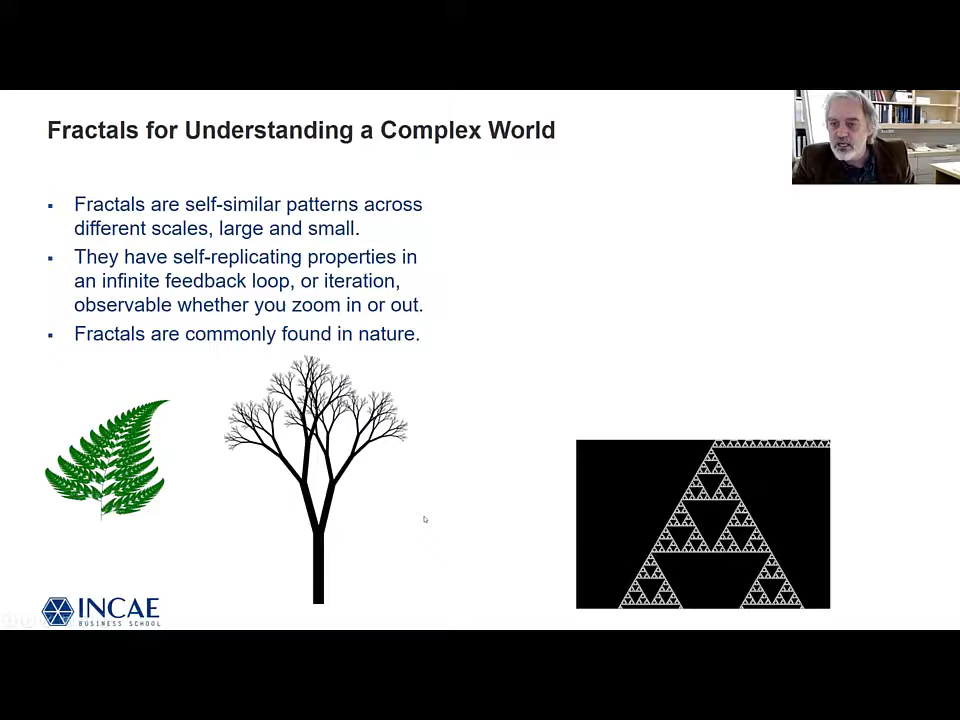 Fractals for Understanding a Complex World
▪ Fractals are self-similar patterns across
different scales, large and small.
▪ They have self-replicating properties in
an infinite feedback loop, or iteration,
observable whether you zoom in or out.
▪ Fractals are commonly found in nature.
INCAE
BUSINESS SCHOOL